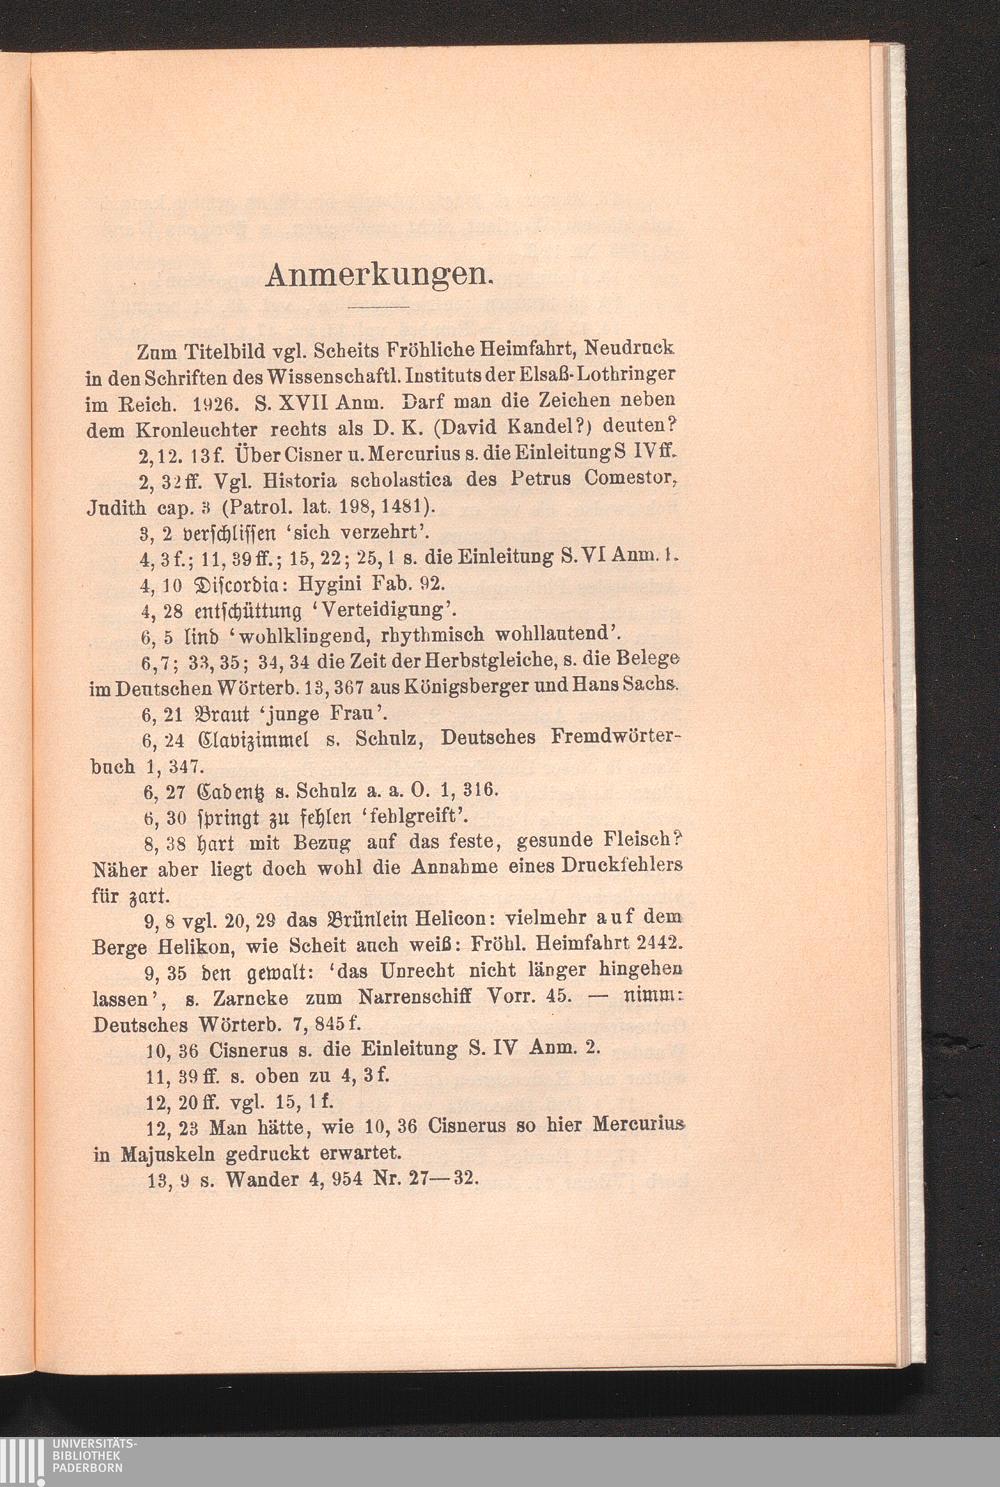 Anmerkungen.
Zum Titelbild vgl. Scheits Fröhliche Heimfahrt, Neudruck
in den Schriften des Wissenschaftl. Instituts der Elsaß-Lothringer
im Reich. 1926. S. XVII Anm. Darf man die Zeichen neben
dem Kronleuchter rechts als D. K. (David Kandel?) deuten?
2, 12. 13 f. Über Cisner u. Mercurius s. die Einleitung S IV ff.
2, 32 ff. Vgl. Historia scholastica des Petrus Comestor,
Judith cap. 3 (Patrol. lat. 198, 1481).
3, 2 verſchliſſen ‘sich verzehrt’.
4, 3 f.; 11, 39 ff.; 15, 22; 25, 1 s. die Einleitung S. VI Anm. 1.
4, 10 Diſcordia: Hygini Fab. 92.
4, 28 entſchüttung ‘Verteidigung’.
6, 5 lind ‘wohlklingend, rhythmisch wohllautend’.
6, 7; 33, 35; 34, 34 die Zeit der Herbstgleiche, s. die Belege
im Deutschen Wörterb. 13, 367 aus Königsberger und Hans Sachs.
6, 21 Braut ‘junge Frau’.
6, 24 Clavizimmel s. Schulz, Deutsches Fremdwörter-
buch 1, 347.
6, 27 Cadentz s. Schulz a. a. O. 1, 316.
6, 30 ſpringt zu fehlen ‘fehlgreift’.
8, 38 hart mit Bezug auf das feste, gesunde Fleisch?
Näher aber liegt doch wohl die Annahme eines Druckfehlers
für zart.
9, 8 vgl. 20, 29 das Brünlein Helicon: vielmehr auf dem
Berge Helikon, wie Scheit auch weiß: Fröhl. Heimfahrt 2442.
9, 35 den gewalt: ‘das Unrecht nicht länger hingehen
lassen’, s. Zarncke zum Narrenschiff Vorr. 45. — nimm:
Deutsches Wörterb. 7, 845 f.
10, 36 Cisnerus s. die Einleitung S. IV Anm. 2.
11, 39 ff. s. oben zu 4, 3 f.
12, 20 ff. vgl. 15, 1 f.
12, 23 Man hätte, wie 10, 36 Cisnerus so hier Mercurius
in Majuskeln gedruckt erwartet.
13, 9 s. Wander 4, 954 Nr. 27—32.
UNIVERSITÄTS-
BIBLIOTHEK
PADERBORN